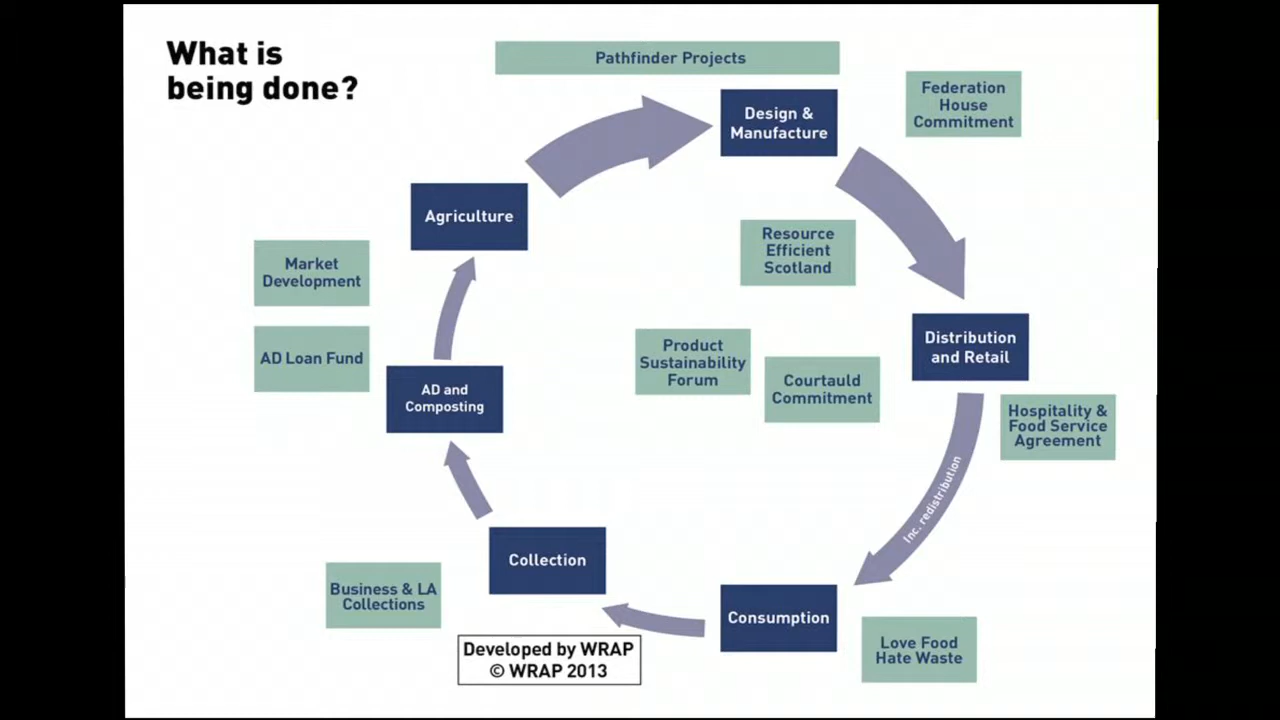 What is
being done?
Pathfinder Projects
Design &
Manufacture
Federation
House
Commitment
Agriculture
Resource
Efficient
Scotland
Market
Development
Distribution
and Retail
AD Loan Fund
Product
Sustainability
Forum
Courtauld
Commitment
AD and
Composting
Hospitality &
Food Service
Agreement
Inc. redistribution
Collection
Business & LA
Collections
Consumption
Love Food
Hate Waste
Developed by WRAP
© WRAP 2013